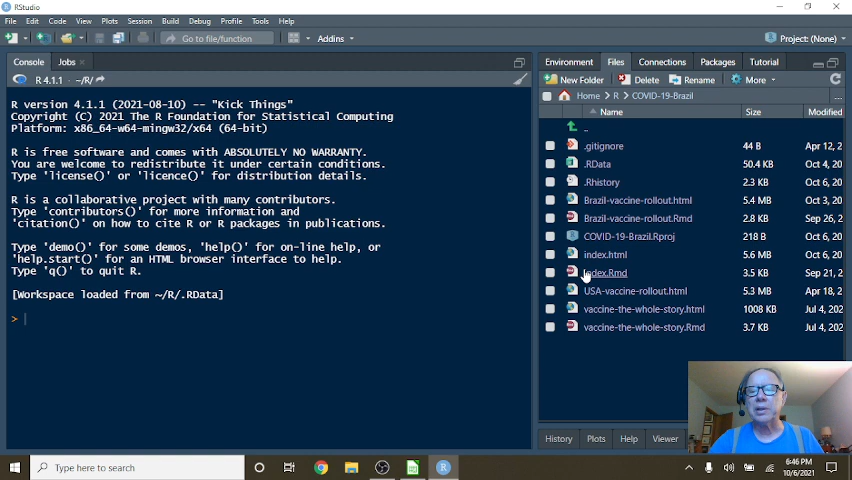 RStudio
File Edit Code View Plots Session Build Debug Profile Tools Help
Go to file/function Addins Project: (None)
Console Jobs
R 4.1.1 · ~/R/
R version 4.1.1 (2021-08-10) -- "Kick Things"
Copyright (C) 2021 The R Foundation for Statistical Computing
Platform: x86_64-w64-mingw32/x64 (64-bit)
R is free software and comes with ABSOLUTELY NO WARRANTY.
You are welcome to redistribute it under certain conditions.
Type 'license()' or 'licence()' for distribution details.
R is a collaborative project with many contributors.
Type 'contributors()' for more information and
'citation()' on how to cite R or R packages in publications.
Type 'demo()' for some demos, 'help()' for on-line help, or
'help.start()' for an HTML browser interface to help.
Type 'q()' to quit R.
[Workspace loaded from ~/R/.RData]
>
Environment Files Connections Packages Tutorial
New Folder Delete Rename More
Home R COVID-19-Brazil ...
Name Size Modified
..
.gitignore 44 B Apr 12, 2
.RData 50.4 KB Oct 4, 20
.Rhistory 2.3 KB Oct 6, 20
Brazil-vaccine-rollout.html 5.4 MB Oct 3, 20
Brazil-vaccine-rollout.Rmd 2.8 KB Sep 26, 2
COVID-19-Brazil.Rproj 218 B Oct 6, 20
index.html 5.6 MB Oct 6, 20
index.Rmd 3.5 KB Sep 21, 2
USA-vaccine-rollout.html 5.3 MB Apr 18, 2
vaccine-the-whole-story.html 1008 KB Jul 4, 202
vaccine-the-whole-story.Rmd 3.7 KB Jul 4, 202
History Plots Help Viewer
Type here to search
6:46 PM
10/6/2021